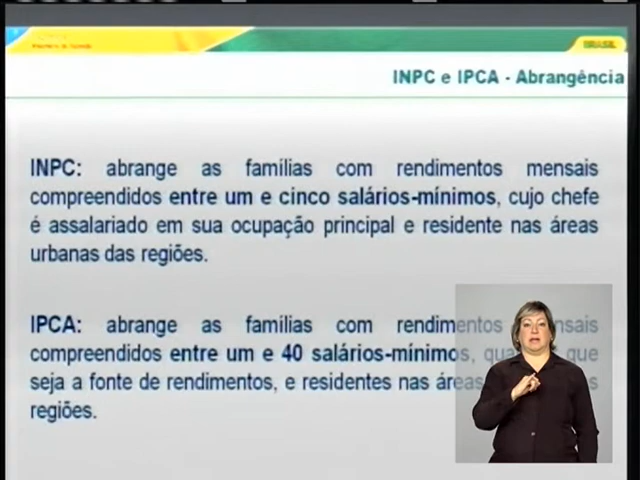 BRASIL
INPC e IPCA - Abrangência
INPC: abrange as famílias com rendimentos mensais
compreendidos entre um e cinco salários-mínimos, cujo chefe
é assalariado em sua ocupação principal e residente nas áreas
urbanas das regiões.
IPCA: abrange as famílias com rendimentos mensais
compreendidos entre um e 40 salários-mínimos, que
seja a fonte de rendimentos, e residentes nas áreas
regiões.